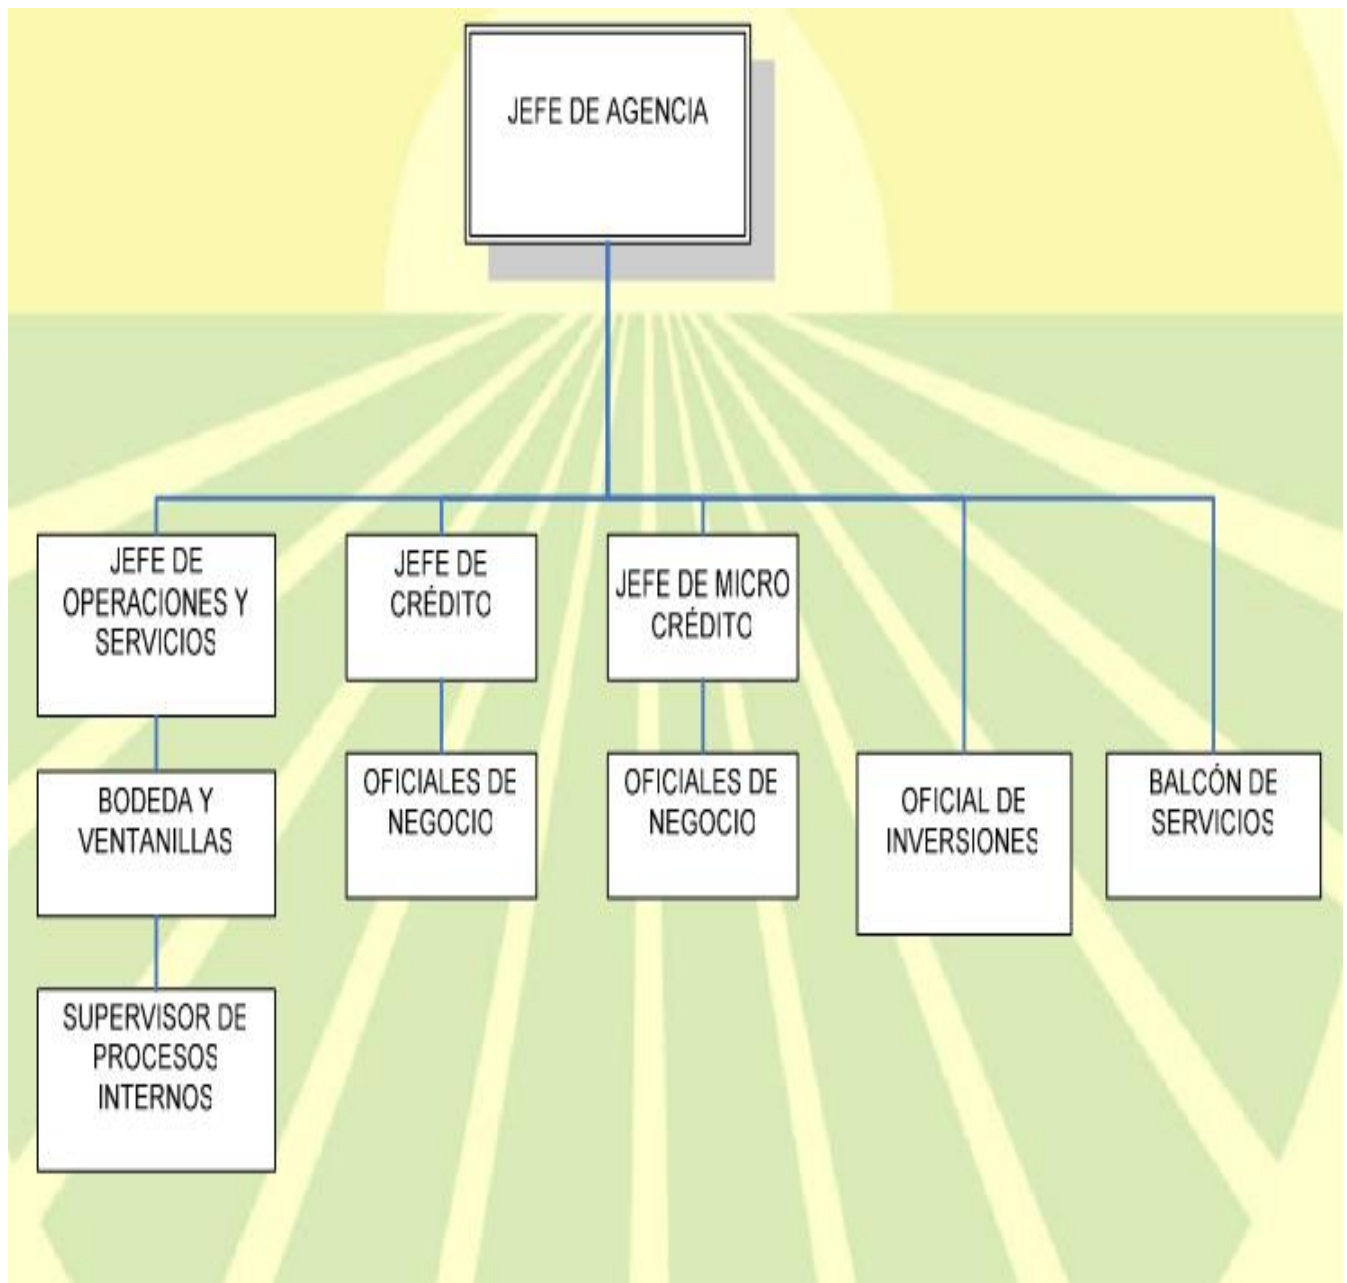 JEFE DE AGENCIA
JEFE DE
OPERACIONES Y
SERVICIOS
JEFE DE
CRÉDITO
JEFE DE MICRO
CRÉDITO
BODEDA Y
VENTANILLAS
OFICIALES DE
NEGOCIO
OFICIALES DE
NEGOCIO
OFICIAL DE
INVERSIONES
BALCÓN DE
SERVICIOS
SUPERVISOR DE
PROCESOS
INTERNOS